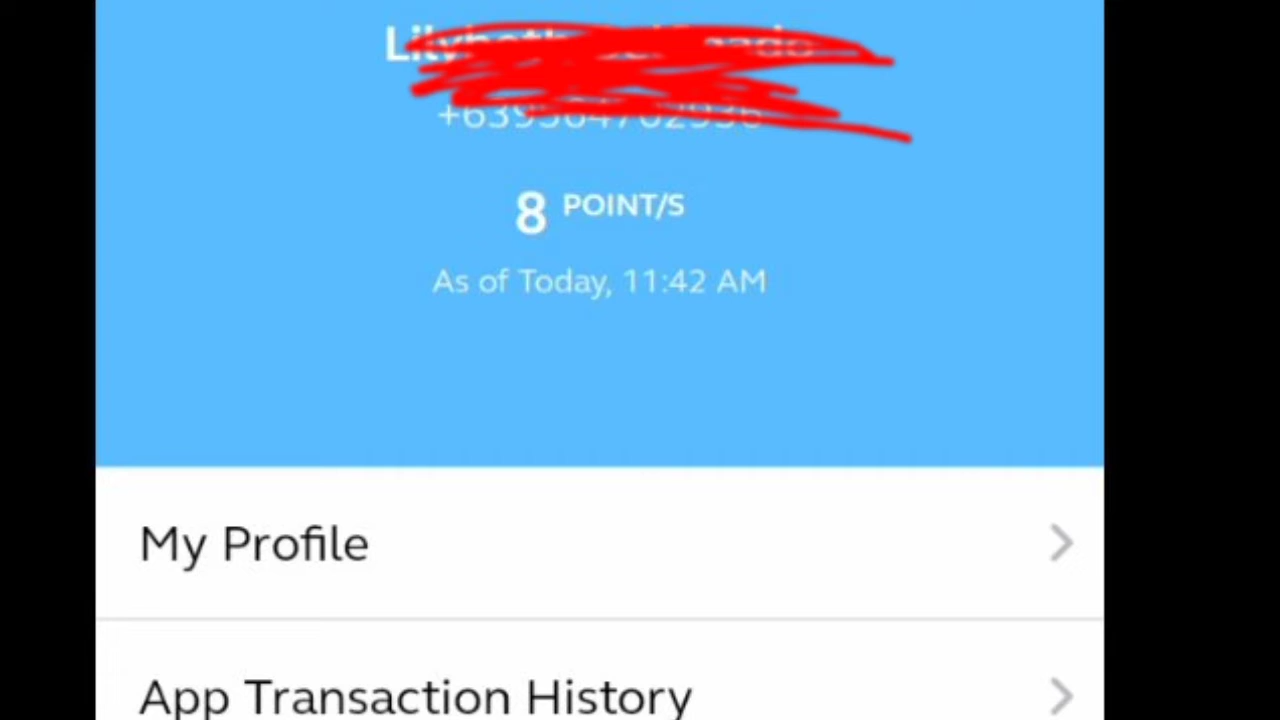 8 POINT/S
As of Today, 11:42 AM
My Profile
App Transaction History